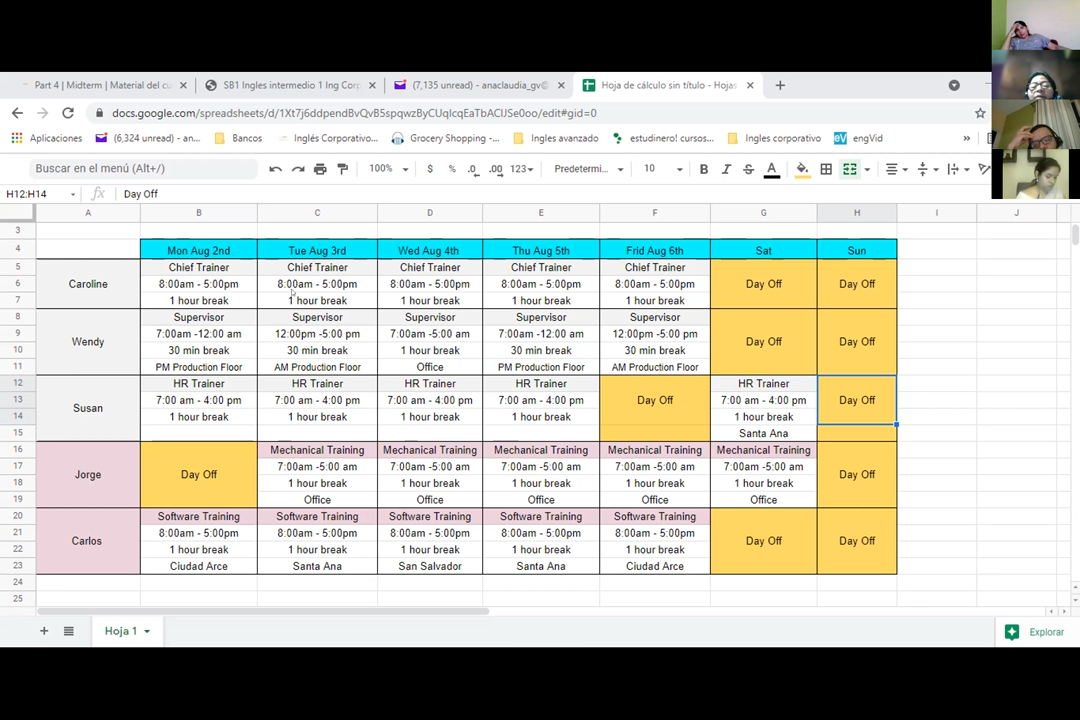 Part 4 | Midterm | Material del cu
SB1 Ingles intermedio 1 Ing Corp
(7,135 unread) - anaclaudia_gv@
Hoja de cálculo sin título - Hojas
docs.google.com/spreadsheets/d/1Xt7j6ddpendBvQvB5spqwzByCUqIcqEaTbACIJSe0oo/edit#gid=0
Aplicaciones
(6,324 unread) - an...
Bancos
Inglés Corporativo...
Grocery Shopping -...
Ingles avanzado
estudinero! cursos...
Ingles corporativo
eV
engVid
»
Buscar en el menú (Alt+/)
100%
$
%
.0
.00
123
Predetermi...
10
B
I
S
A
H12:H14
fx
Day Off
A B C D E F G H I J
3
4 Mon Aug 2nd Tue Aug 3rd Wed Aug 4th Thu Aug 5th Frid Aug 6th Sat Sun
5 Chief Trainer Chief Trainer Chief Trainer Chief Trainer Chief Trainer
6 Caroline 8:00am - 5:00pm 8:00am - 5:00pm 8:00am - 5:00pm 8:00am - 5:00pm 8:00am - 5:00pm Day Off Day Off
7 1 hour break 1 hour break 1 hour break 1 hour break 1 hour break
8 Supervisor Supervisor Supervisor Supervisor Supervisor
9 7:00am -12:00 am 12:00pm -5:00 pm 7:00am -5:00 am 7:00am -12:00 am 12:00pm -5:00 pm
Wendy Day Off Day Off
10 30 min break 30 min break 1 hour break 30 min break 30 min break
11 PM Production Floor AM Production Floor Office PM Production Floor AM Production Floor
12 HR Trainer HR Trainer HR Trainer HR Trainer HR Trainer
13 7:00 am - 4:00 pm 7:00 am - 4:00 pm 7:00 am - 4:00 pm 7:00 am - 4:00 pm Day Off 7:00 am - 4:00 pm Day Off
Susan
14 1 hour break 1 hour break 1 hour break 1 hour break 1 hour break
15 Santa Ana
16 Mechanical Training Mechanical Training Mechanical Training Mechanical Training Mechanical Training
17 7:00am -5:00 am 7:00am -5:00 am 7:00am -5:00 am 7:00am -5:00 am 7:00am -5:00 am
Jorge Day Off Day Off
18 1 hour break 1 hour break 1 hour break 1 hour break 1 hour break
19 Office Office Office Office Office
20 Software Training Software Training Software Training Software Training Software Training
21 8:00am - 5:00pm 8:00am - 5:00pm 8:00am - 5:00pm 8:00am - 5:00pm 8:00am - 5:00pm
Carlos Day Off Day Off
22 1 hour break 1 hour break 1 hour break 1 hour break 1 hour break
23 Ciudad Arce Santa Ana San Salvador Santa Ana Ciudad Arce
24
25
Hoja 1
Explorar